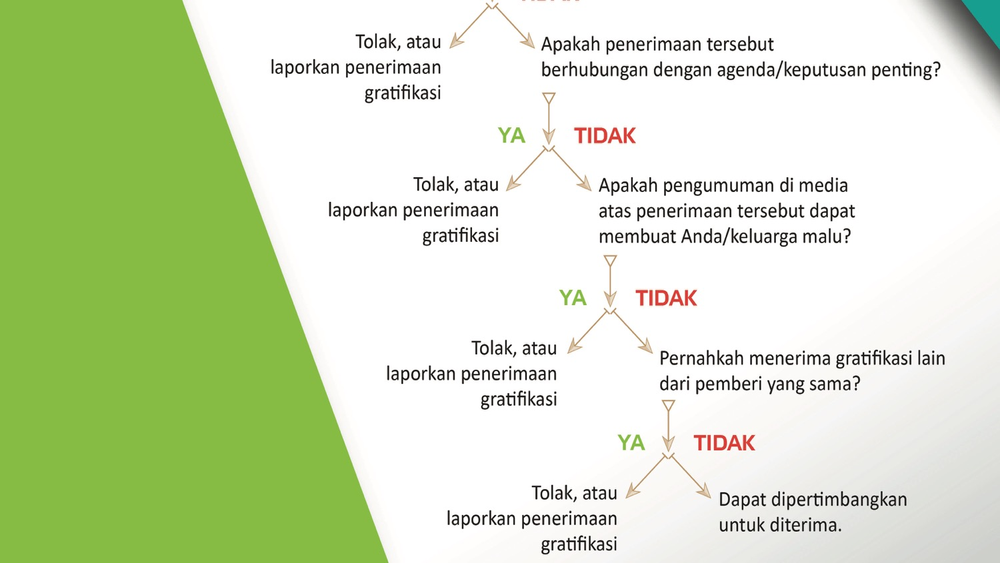 Tolak, atau
laporkan penerimaan
gratifikasi
Apakah penerimaan tersebut
berhubungan dengan agenda/keputusan penting?
YA
TIDAK
Tolak, atau
laporkan penerimaan
gratifikasi
Apakah pengumuman di media
atas penerimaan tersebut dapat
membuat Anda/keluarga malu?
YA
TIDAK
Tolak, atau
laporkan penerimaan
gratifikasi
Pernahkah menerima gratifikasi lain
dari pemberi yang sama?
YA
TIDAK
Tolak, atau
laporkan penerimaan
gratifikasi
Dapat dipertimbangkan
untuk diterima.